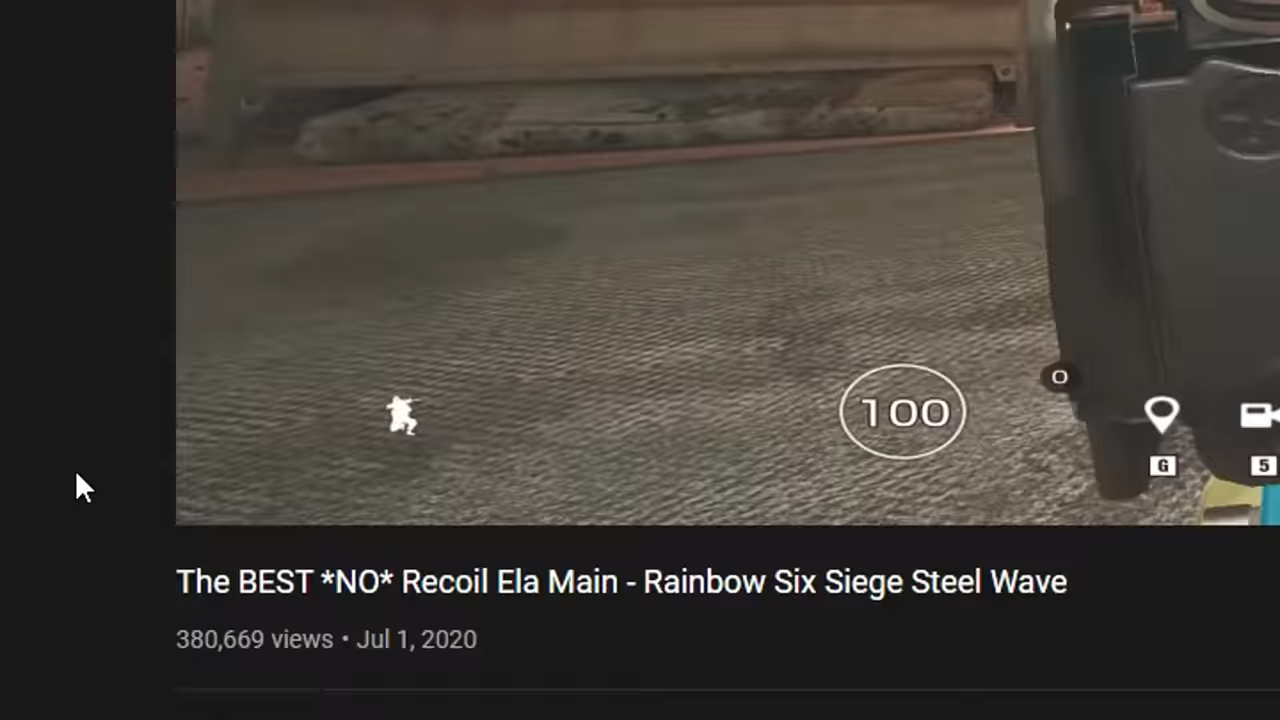 100
O
G
5
The BEST *NO* Recoil Ela Main - Rainbow Six Siege Steel Wave
380,669 views • Jul 1, 2020